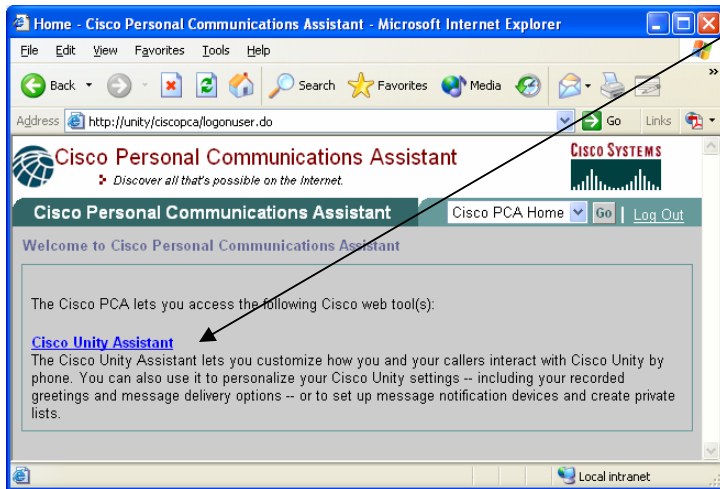 Home - Cisco Personal Communications Assistant - Microsoft Internet Explorer
File Edit View Favorites Tools Help
Back Search Favorites Media »
Address http://unity/ciscopca/logonuser.do Go Links
Cisco Personal Communications Assistant
CISCO SYSTEMS
Discover all that's possible on the Internet.
Cisco Personal Communications Assistant Cisco PCA Home Go | Log Out
Welcome to Cisco Personal Communications Assistant
The Cisco PCA lets you access the following Cisco web tool(s):
Cisco Unity Assistant
The Cisco Unity Assistant lets you customize how you and your callers interact with Cisco Unity by
phone. You can also use it to personalize your Cisco Unity settings -- including your recorded
greetings and message delivery options -- or to set up message notification devices and create private
lists.
Local intranet